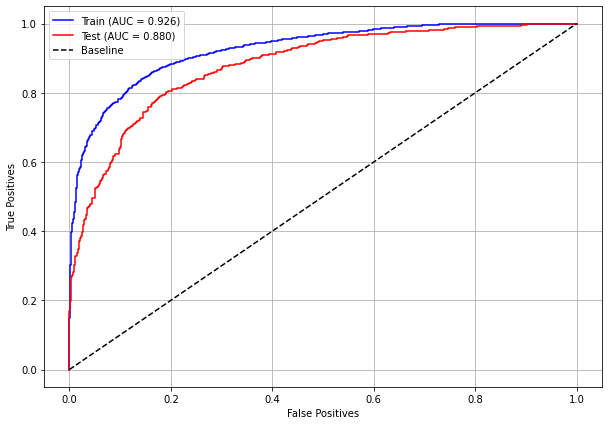 Train (AUC = 0.926)
Test (AUC = 0.880)
Baseline
1.0
0.8
0.6
0.4
0.2
0.0
True Positives
0.0 0.2 0.4 0.6 0.8 1.0
False Positives